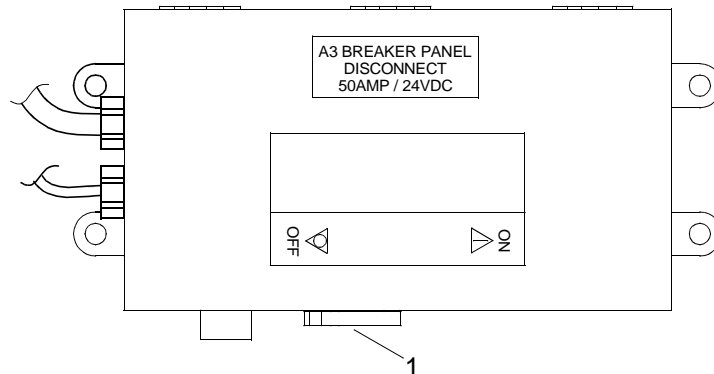 A3 BREAKER PANEL
DISCONNECT
50AMP / 24VDC
OFF
ON
1